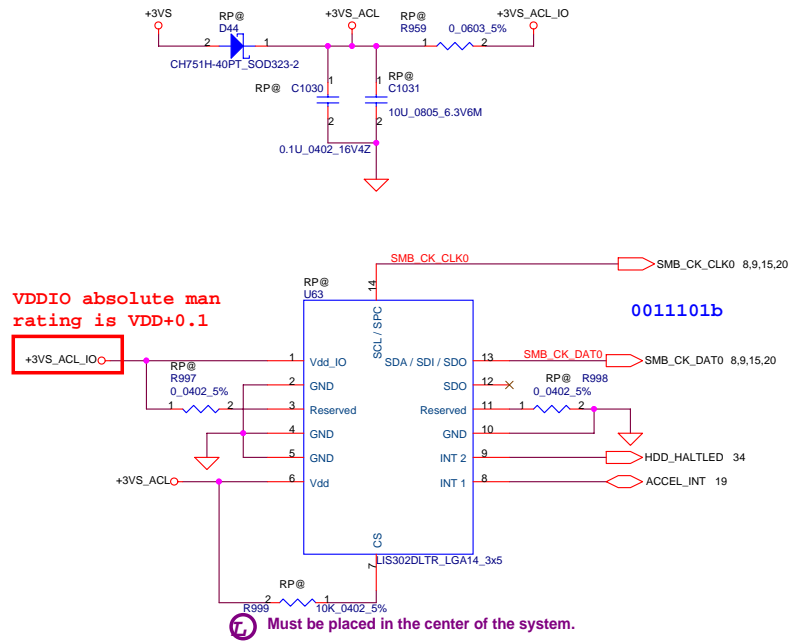 +3VS
+3VS_ACL
+3VS_ACL_IO
RP@
D44
2
1
CH751H-40PT_SOD323-2
RP@
R959
0_0603_5%
1
2
RP@
C1030
1
2
0.1U_0402_16V4Z
RP@
C1031
1
2
10U_0805_6.3V6M
VDDIO absolute man
rating is VDD+0.1
+3VS_ACL_IO
RP@
R997
0_0402_5%
1
2
+3VS_ACL
RP@
U63
14
SCL / SPC
SMB_CK_CLK0
SMB_CK_CLK0 8,9,15,20
0011101b
1
Vdd_IO
2
GND
3
Reserved
4
GND
5
GND
6
Vdd
SDA / SDI / SDO
13
SMB_CK_DAT0
SMB_CK_DAT0 8,9,15,20
SDO
12
Reserved
11
RP@
R998
0_0402_5%
1
2
GND
10
INT 2
9
HDD_HALTLED 34
INT 1
8
ACCEL_INT 19
CS
7
LIS302DLTR_LGA14_3x5
RP@
2
1
R999
10K_0402_5%
Must be placed in the center of the system.